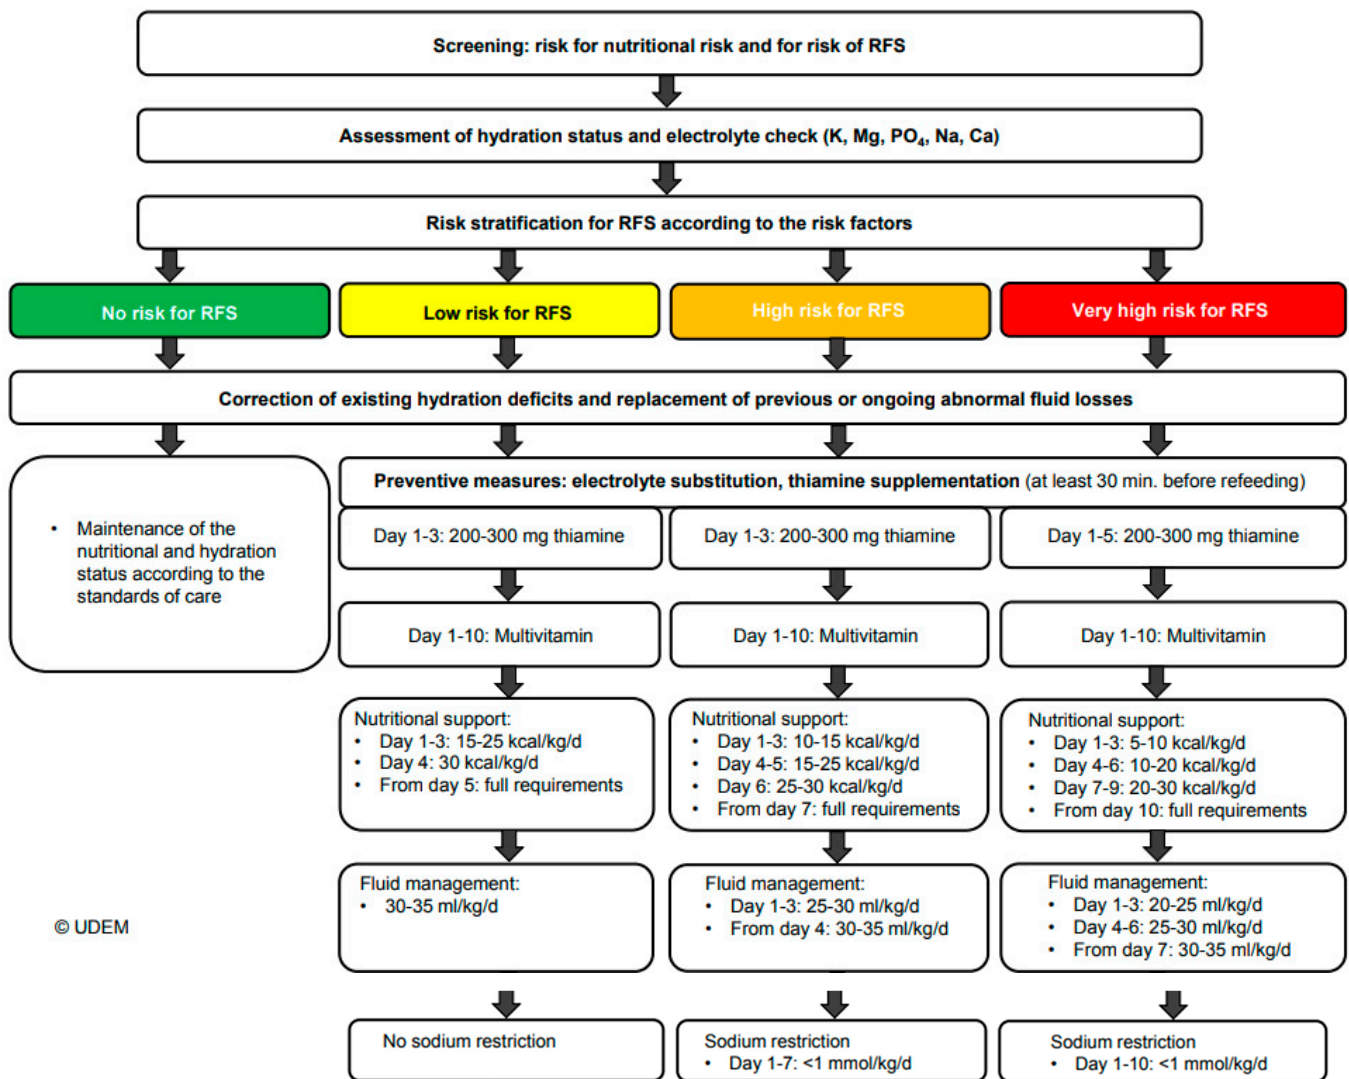 Screening: risk for nutritional risk and for risk of RFS
Assessment of hydration status and electrolyte check (K, Mg, PO₄, Na, Ca)
Risk stratification for RFS according to the risk factors
No risk for RFS
Low risk for RFS
High risk for RFS
Very high risk for RFS
Correction of existing hydration deficits and replacement of previous or ongoing abnormal fluid losses
• Maintenance of the
nutritional and hydration
status according to the
standards of care
Preventive measures: electrolyte substitution, thiamine supplementation (at least 30 min. before refeeding)
Day 1-3: 200-300 mg thiamine
Day 1-3: 200-300 mg thiamine
Day 1-5: 200-300 mg thiamine
Day 1-10: Multivitamin
Day 1-10: Multivitamin
Day 1-10: Multivitamin
Nutritional support:
• Day 1-3: 15-25 kcal/kg/d
• Day 4: 30 kcal/kg/d
• From day 5: full requirements
Nutritional support:
• Day 1-3: 10-15 kcal/kg/d
• Day 4-5: 15-25 kcal/kg/d
• Day 6: 25-30 kcal/kg/d
• From day 7: full requirements
Nutritional support:
• Day 1-3: 5-10 kcal/kg/d
• Day 4-6: 10-20 kcal/kg/d
• Day 7-9: 20-30 kcal/kg/d
• From day 10: full requirements
Fluid management:
• 30-35 ml/kg/d
Fluid management:
• Day 1-3: 25-30 ml/kg/d
• From day 4: 30-35 ml/kg/d
Fluid management:
• Day 1-3: 20-25 ml/kg/d
• Day 4-6: 25-30 ml/kg/d
• From day 7: 30-35 ml/kg/d
© UDEM
No sodium restriction
Sodium restriction
• Day 1-7: <1 mmol/kg/d
Sodium restriction
• Day 1-10: <1 mmol/kg/d